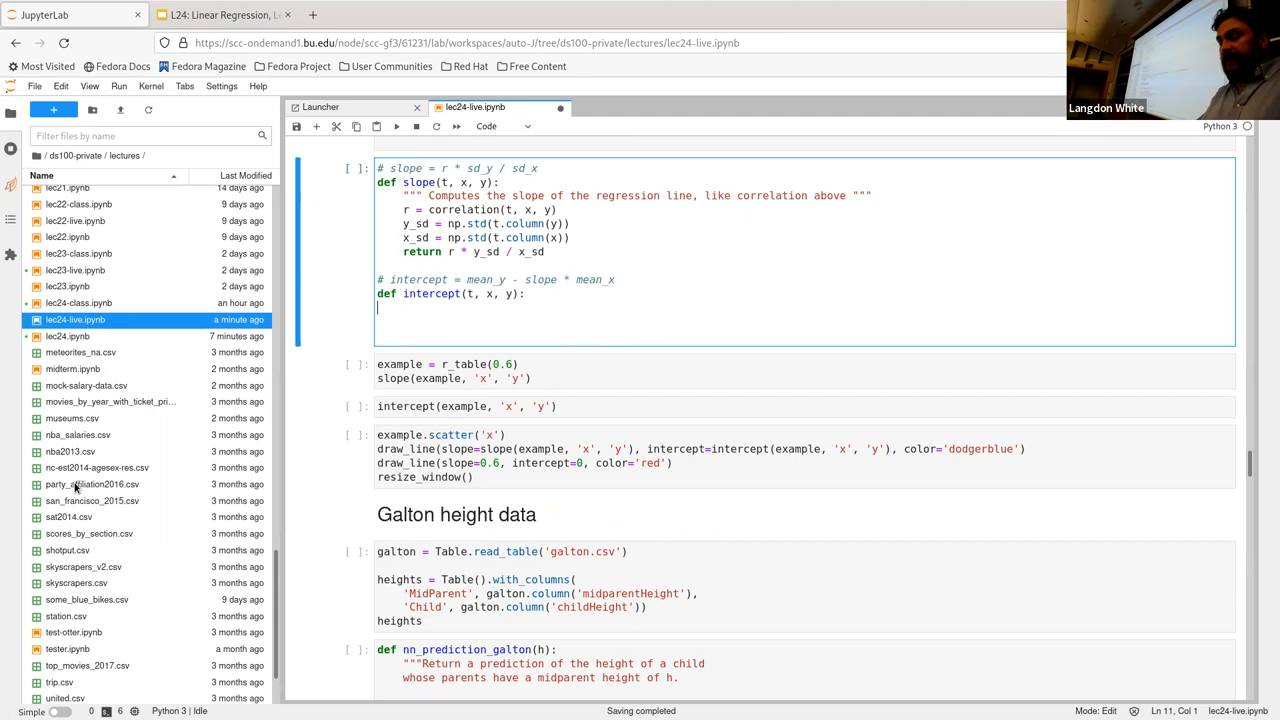 JupyterLab
L24: Linear Regression, Le
https://scc-ondemand1.bu.edu/node/scc-gf3/61231/lab/workspaces/auto-J/tree/ds100-private/lectures/lec24-live.ipynb
Most Visited
Fedora Docs
Fedora Magazine
Fedora Project
User Communities
Red Hat
Free Content
Langdon White
File Edit View Run Kernel Tabs Settings Help
Launcher
lec24-live.ipynb
Filter files by name
Code
Python 3
/ ds100-private / lectures /
Name Last Modified
lec21.ipynb 14 days ago
lec22-class.ipynb 9 days ago
lec22-live.ipynb 9 days ago
lec22.ipynb 9 days ago
lec23-class.ipynb 2 days ago
lec23-live.ipynb 2 days ago
lec23.ipynb 2 days ago
lec24-class.ipynb an hour ago
lec24-live.ipynb a minute ago
lec24.ipynb 7 minutes ago
meteorites_na.csv 3 months ago
midterm.ipynb 2 months ago
mock-salary-data.csv 2 months ago
movies_by_year_with_ticket_pri... 3 months ago
museums.csv 2 months ago
nba_salaries.csv 3 months ago
nba2013.csv 3 months ago
nc-est2014-agesex-res.csv 3 months ago
party_affiliation2016.csv 3 months ago
san_francisco_2015.csv 3 months ago
sat2014.csv 3 months ago
scores_by_section.csv 3 months ago
shotput.csv 3 months ago
skyscrapers_v2.csv 3 months ago
skyscrapers.csv 3 months ago
some_blue_bikes.csv 9 days ago
station.csv 3 months ago
test-otter.ipynb 3 months ago
tester.ipynb a month ago
top_movies_2017.csv 3 months ago
trip.csv 3 months ago
united.csv 3 months ago
[ ]: # slope = r * sd_y / sd_x
def slope(t, x, y):
""" Computes the slope of the regression line, like correlation above """
r = correlation(t, x, y)
y_sd = np.std(t.column(y))
x_sd = np.std(t.column(x))
return r * y_sd / x_sd
# intercept = mean_y - slope * mean_x
def intercept(t, x, y):
[ ]: example = r_table(0.6)
slope(example, 'x', 'y')
[ ]: intercept(example, 'x', 'y')
[ ]: example.scatter('x')
draw_line(slope=slope(example, 'x', 'y'), intercept=intercept(example, 'x', 'y'), color='dodgerblue')
draw_line(slope=0.6, intercept=0, color='red')
resize_window()
Galton height data
[ ]: galton = Table.read_table('galton.csv')
heights = Table().with_columns(
'MidParent', galton.column('midparentHeight'),
'Child', galton.column('childHeight'))
heights
[ ]: def nn_prediction_galton(h):
"""Return a prediction of the height of a child
whose parents have a midparent height of h.
Simple 0 6 Python 3 | Idle
Saving completed
Mode: Edit Ln 11, Col 1 lec24-live.ipynb